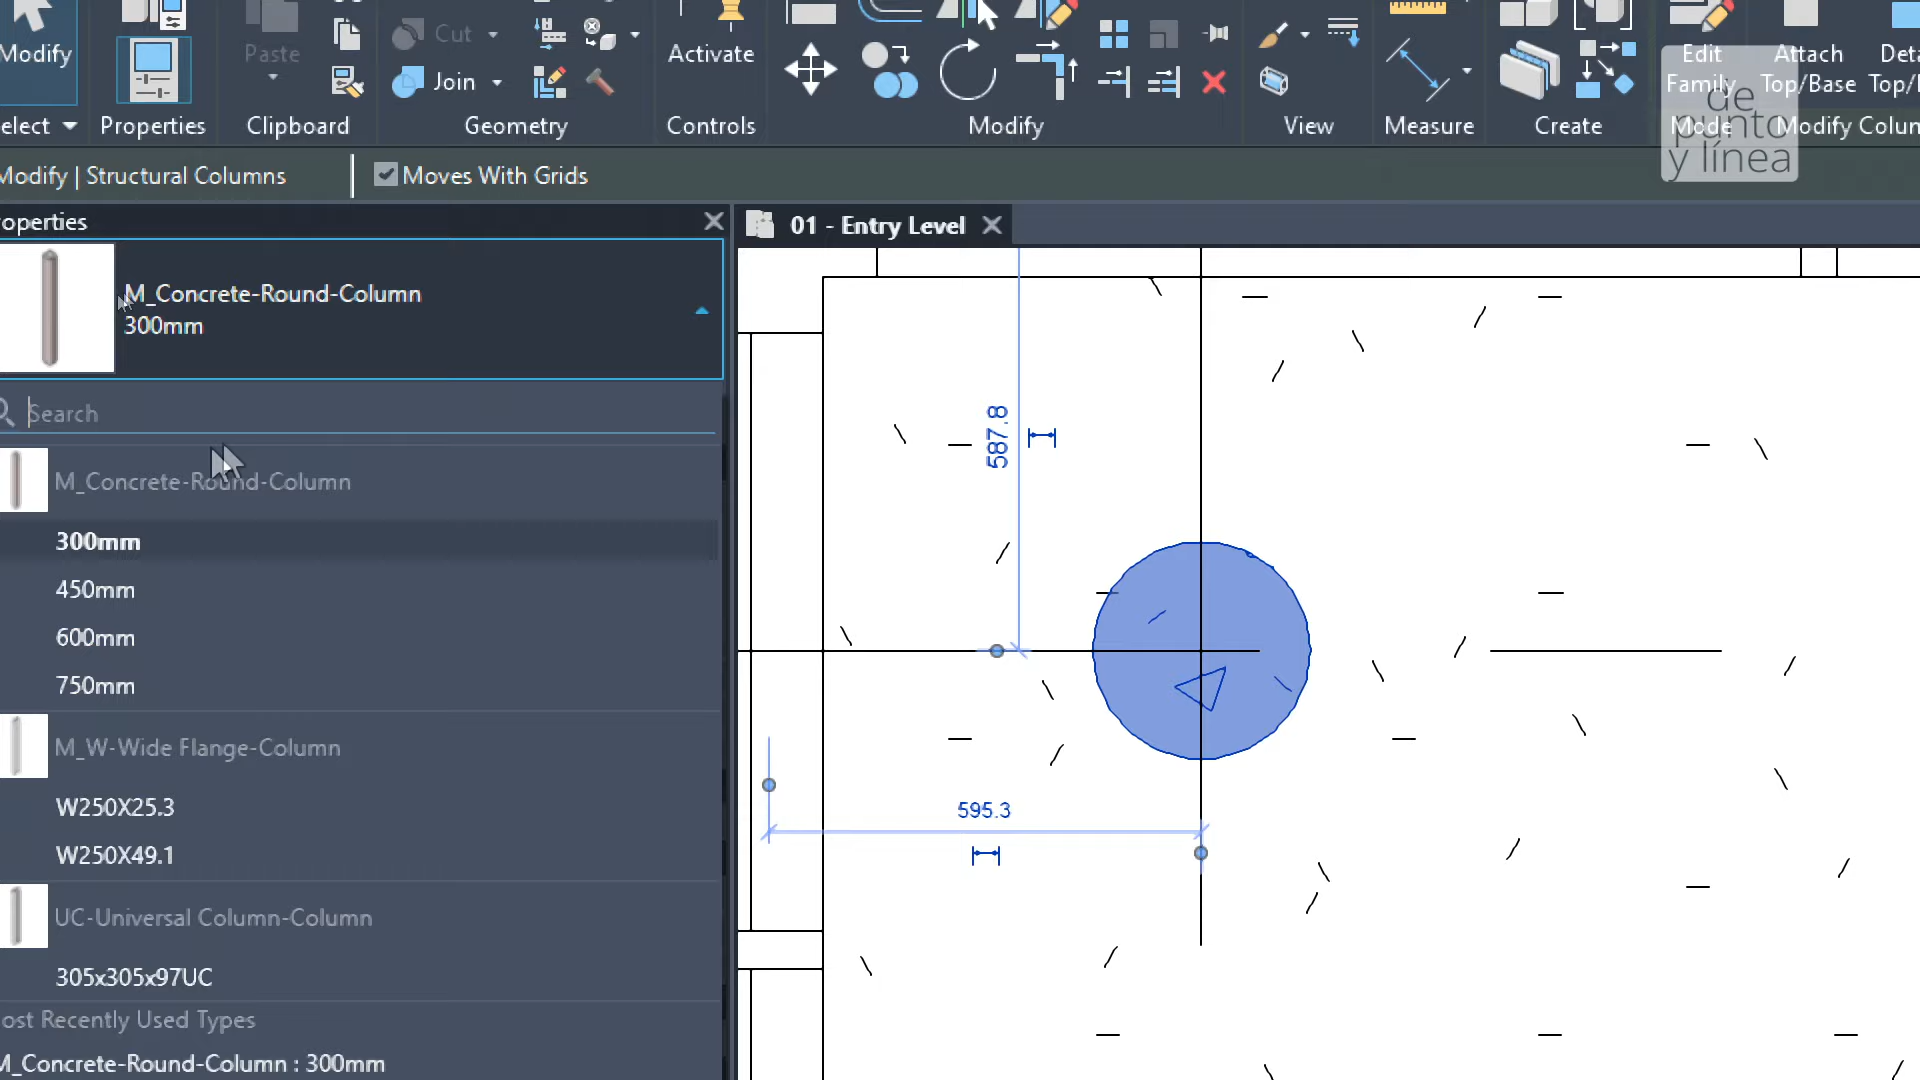 Modify
Paste
Cut
Join
Activate
Edit
Family
Mode
Attach
Top/Base
Deta
Top/
elect
Properties
Clipboard
Geometry
Controls
Modify
View
Measure
Create
Modify Colum
de
punto
y línea
Modify | Structural Columns
Moves With Grids
operties
01 - Entry Level
M_Concrete-Round-Column
300mm
Search
M_Concrete-Round-Column
300mm
450mm
600mm
750mm
M_W-Wide Flange-Column
W250X25.3
W250X49.1
UC-Universal Column-Column
305x305x97UC
ost Recently Used Types
M_Concrete-Round-Column : 300mm
587.8
595.3